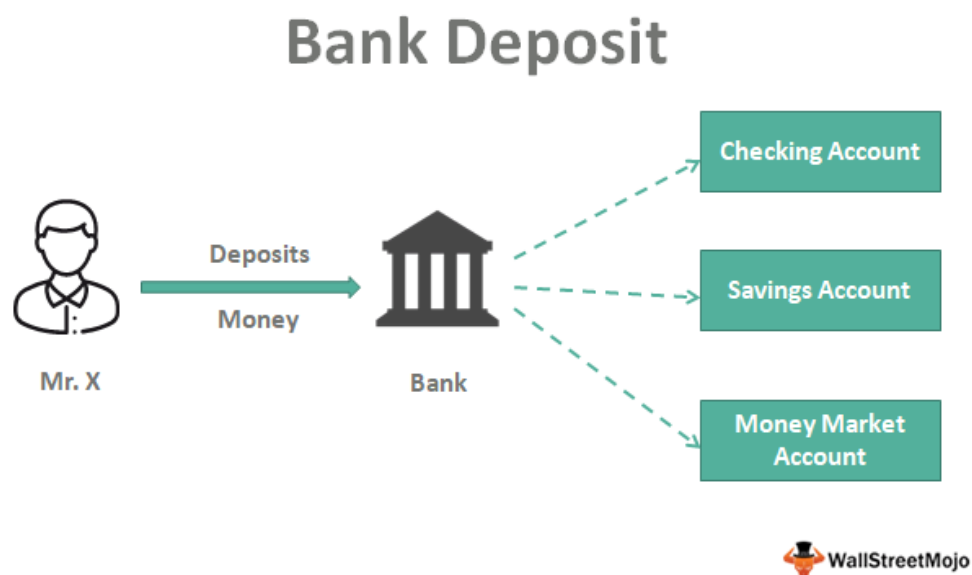 Bank Deposit
Checking Account
Deposits
Savings Account
Money
Mr. X
Bank
Money Market
Account
WallStreetMojo